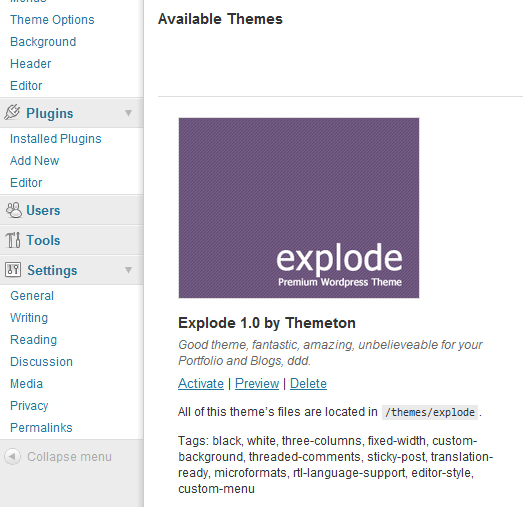 Menus
Theme Options
Background
Header
Editor
Plugins
Installed Plugins
Add New
Editor
Users
Tools
Settings
General
Writing
Reading
Discussion
Media
Privacy
Permalinks
Collapse menu
Available Themes
explode
Premium Wordpress Theme
Explode 1.0 by Themeton
Good theme, fantastic, amazing, unbelieveable for your
Portfolio and Blogs, ddd.
Activate | Preview | Delete
All of this theme's files are located in /themes/explode.
Tags: black, white, three-columns, fixed-width, custom-
background, threaded-comments, sticky-post, translation-
ready, microformats, rtl-language-support, editor-style,
custom-menu